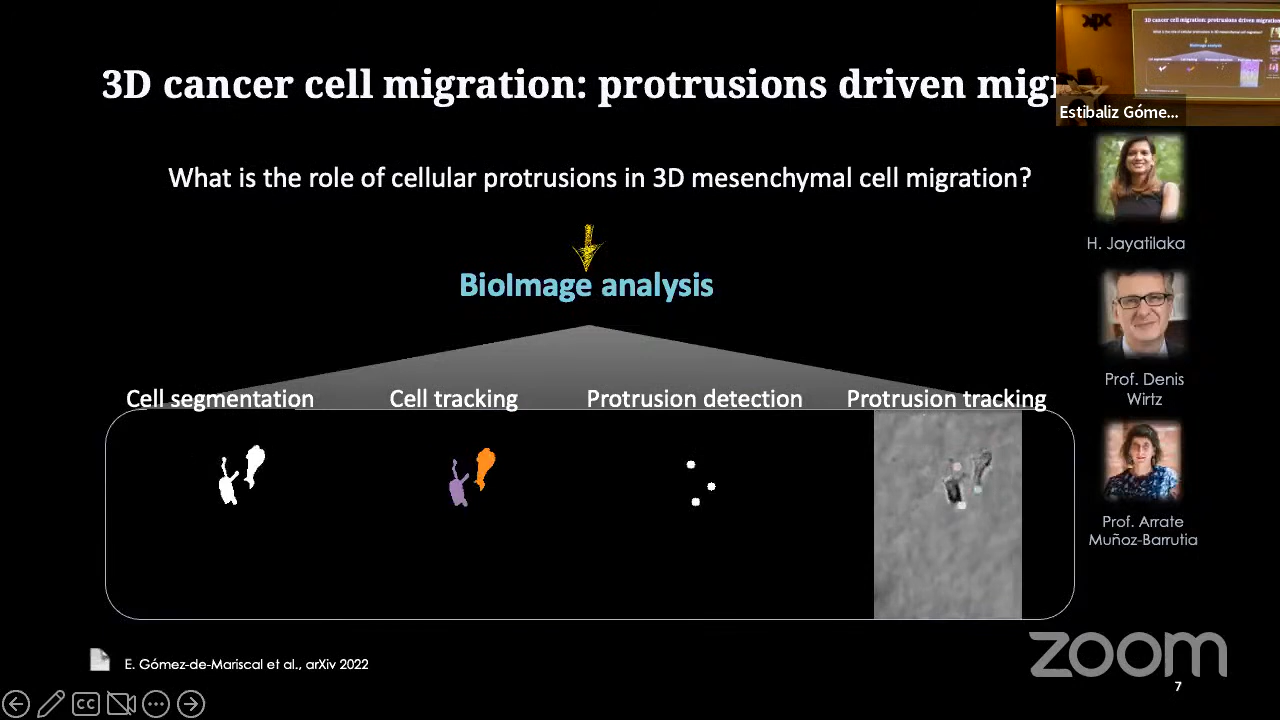 3D cancer cell migration: protrusions driven
Estibaliz Góme...
What is the role of cellular protrusions in 3D mesenchymal cell migration?
H. Jayatilaka
BioImage analysis
Prof. Denis
Wirtz
Cell segmentation
Cell tracking
Protrusion detection
Protrusion tracking
Prof. Arrate
Muñoz-Barrutia
E. Gómez-de-Mariscal et al., arXiv 2022
zoom
7
CC